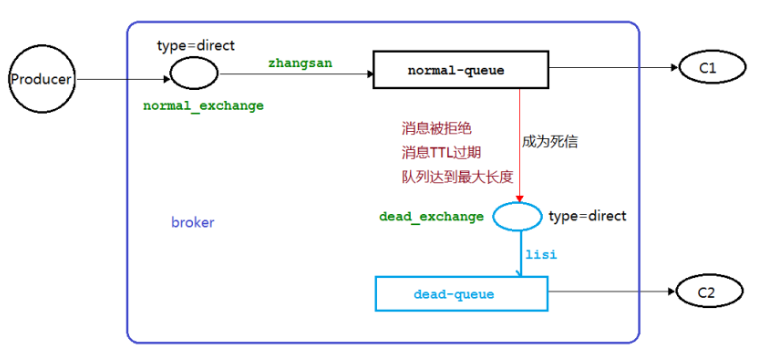 type=direct
Producer
zhangsan
normal-queue
C1
normal_exchange
消息被拒绝
消息TTL过期
队列达到最大长度
成为死信
broker
dead_exchange
type=direct
lisi
dead-queue
C2